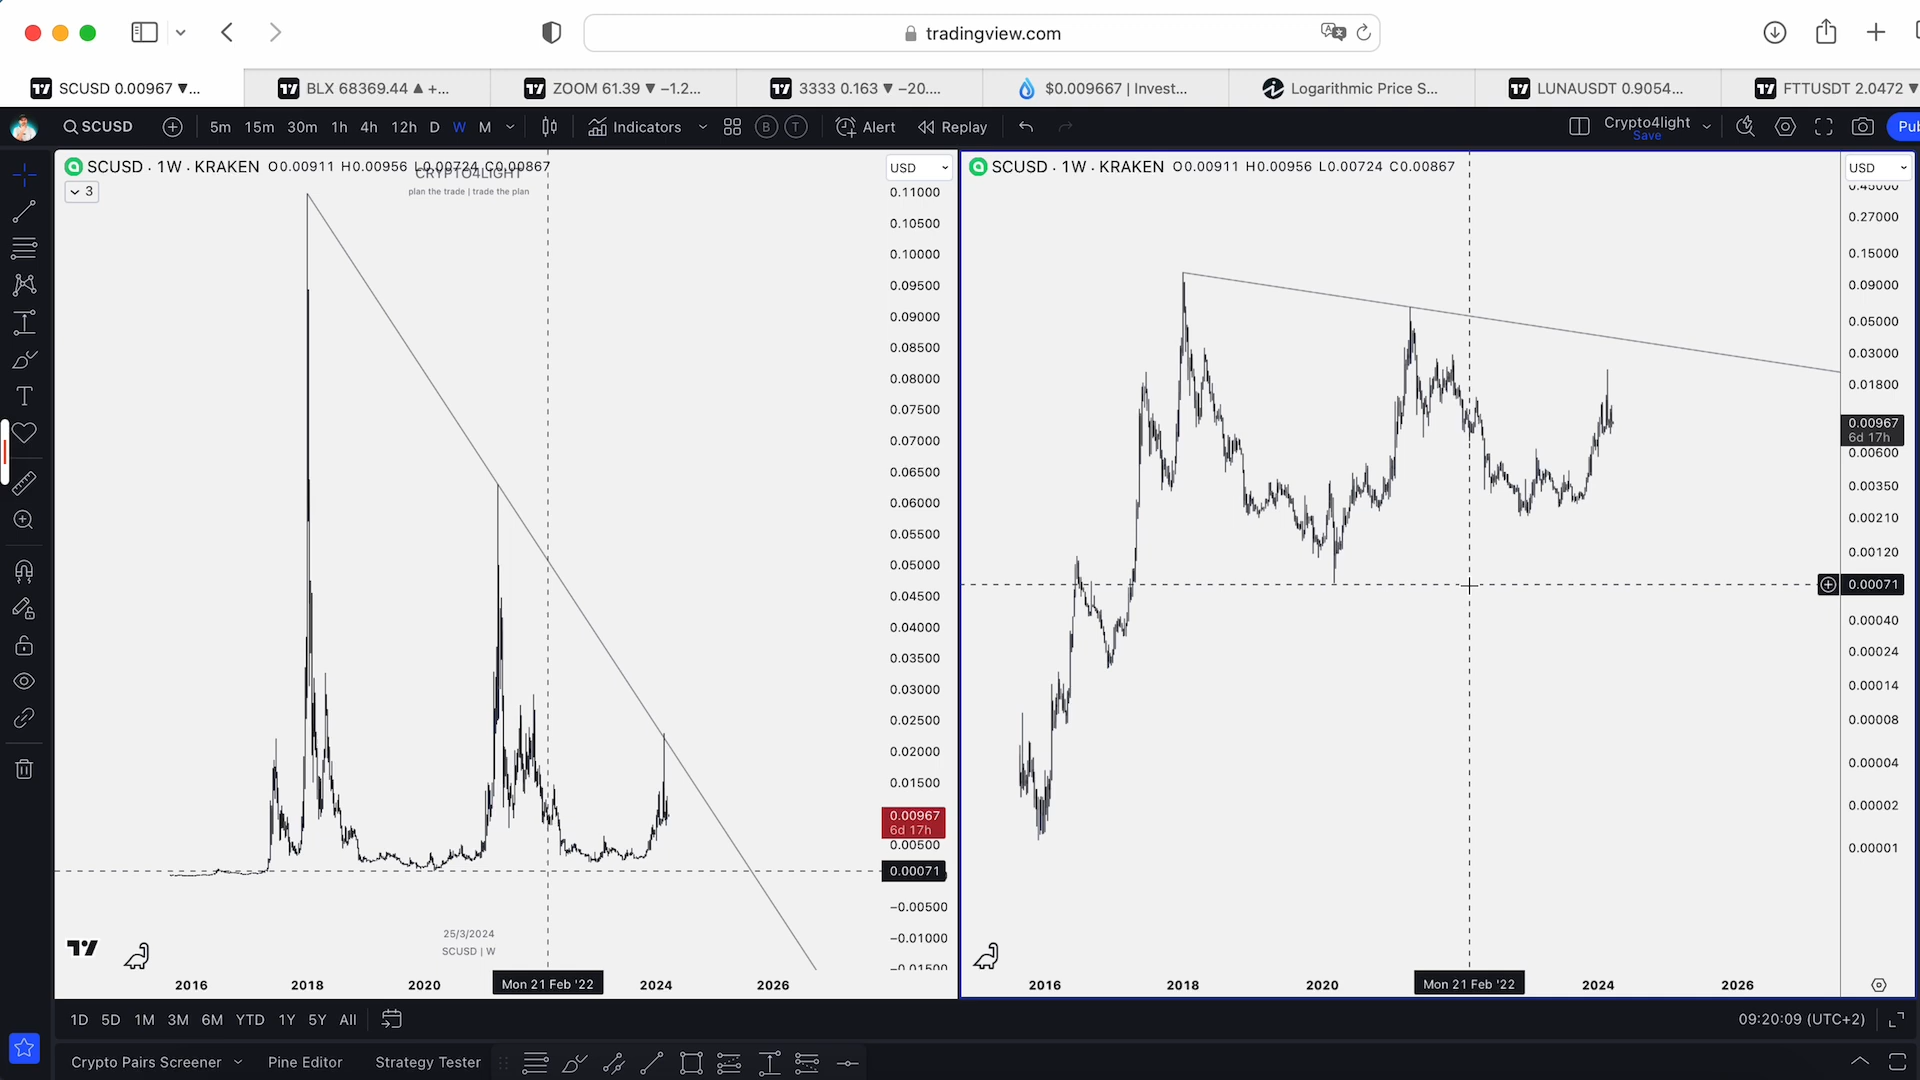 tradingview.com
SCUSD 0.00967 ▼...
BLX 68369.44 ▲ +...
ZOOM 61.39 ▼ −1.2...
3333 0.163 ▼ −20....
$0.009667 | Invest...
Logarithmic Price S...
LUNAUSDT 0.9054...
FTTUSDT 2.0472 ▼
SCUSD
5m 15m 30m 1h 4h 12h D W M
Indicators
B T
Alert
Replay
Crypto4light
Save
Pub
SCUSD · 1W · KRAKEN O0.00911 H0.00956 L0.00724 C0.00867
CRYPTO4LIGHT
plan the trade | trade the plan
3
USD
0.11000
0.10500
0.10000
0.09500
0.09000
0.08500
0.08000
0.07500
0.07000
0.06500
0.06000
0.05500
0.05000
0.04500
0.04000
0.03500
0.03000
0.02500
0.02000
0.01500
0.00967
6d 17h
0.00500
0.00071
−0.00500
−0.01000
−0.01500
25/3/2024
SCUSD | W
2016 2018 2020 Mon 21 Feb '22 2024 2026
SCUSD · 1W · KRAKEN O0.00911 H0.00956 L0.00724 C0.00867
USD
0.45000
0.27000
0.15000
0.09000
0.05000
0.03000
0.01800
0.00967
6d 17h
0.00600
0.00350
0.00210
0.00120
0.00071
0.00040
0.00024
0.00014
0.00008
0.00004
0.00002
0.00001
2016 2018 2020 Mon 21 Feb '22 2024 2026
1D 5D 1M 3M 6M YTD 1Y 5Y All
09:20:09 (UTC+2)
Crypto Pairs Screener Pine Editor Strategy Tester